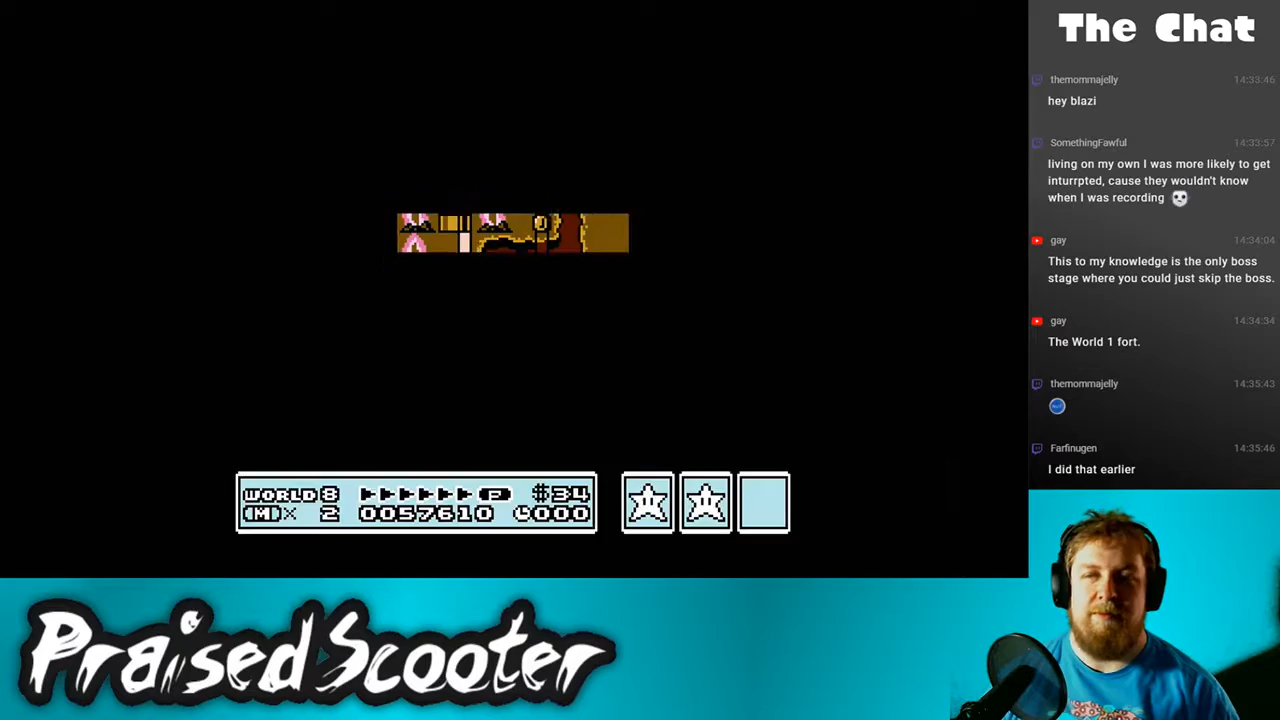 The Chat
themommajelly 14:33:46
hey blazi
SomethingFawful 14:33:57
living on my own I was more likely to get
inturrpted, cause they wouldn't know
when I was recording
gay 14:34:04
This to my knowledge is the only boss
stage where you could just skip the boss.
gay 14:34:34
The World 1 fort.
themommajelly 14:35:43
Farfinugen 14:35:46
I did that earlier
WORLD 8 P #34
M× 2 0057610 000
PraisedScooter